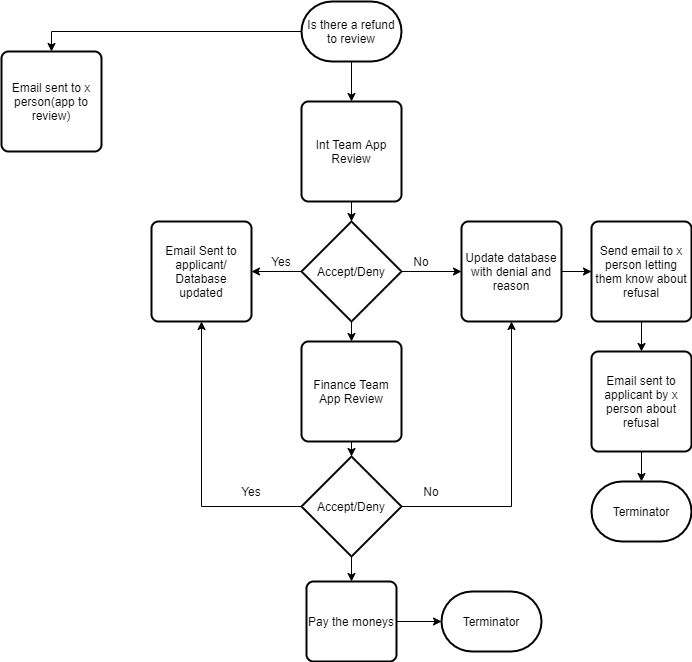 Is there a refund
to review
Email sent to x
person(app to
review)
Int Team App
Review
Email Sent to
applicant/
Database
updated
Yes
Accept/Deny
No
Update database
with denial and
reason
Send email to x
person letting
them know about
refusal
Finance Team
App Review
Email sent to
applicant by x
person about
refusal
Yes
Accept/Deny
No
Terminator
Pay the moneys
Terminator